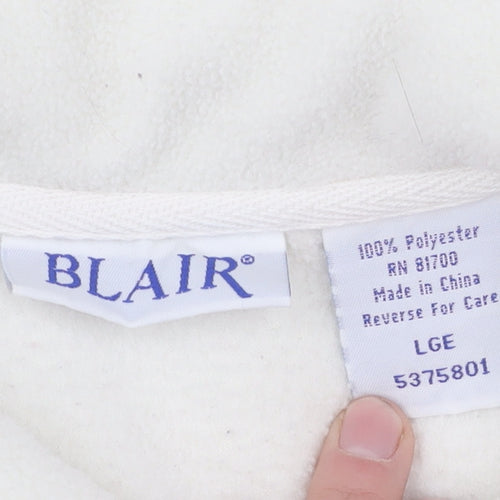 BLAIR®
100% Polyester
RN 81700
Made in China
Reverse For Care
LGE
5375801